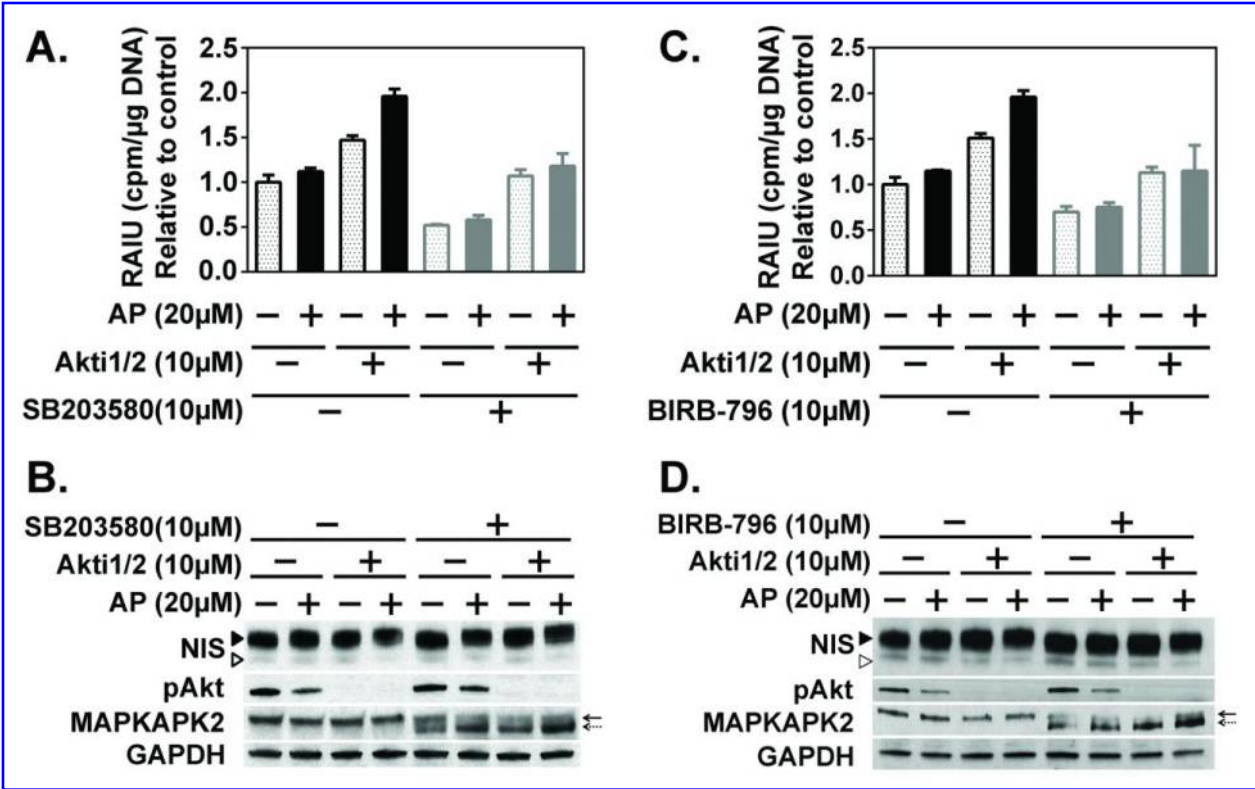 A.
RAIU (cpm/µg DNA)
Relative to control
2.5
2.0
1.5
1.0
0.5
0.0
AP (20µM) − + − + − + − +
Akti1/2 (10µM) − + − +
SB203580(10µM) − +
C.
RAIU (cpm/µg DNA)
Relative to control
2.5
2.0
1.5
1.0
0.5
0.0
AP (20µM) − + − + − + − +
Akti1/2 (10µM) − + − +
BIRB-796 (10µM) − +
B.
SB203580(10µM) − +
Akti1/2 (10µM) − + − +
AP (20µM) − + − + − + − +
NIS
pAkt
MAPKAPK2
GAPDH
D.
BIRB-796 (10µM) − +
Akti1/2 (10µM) − + − +
AP (20µM) − + − + − + − +
NIS
pAkt
MAPKAPK2
GAPDH